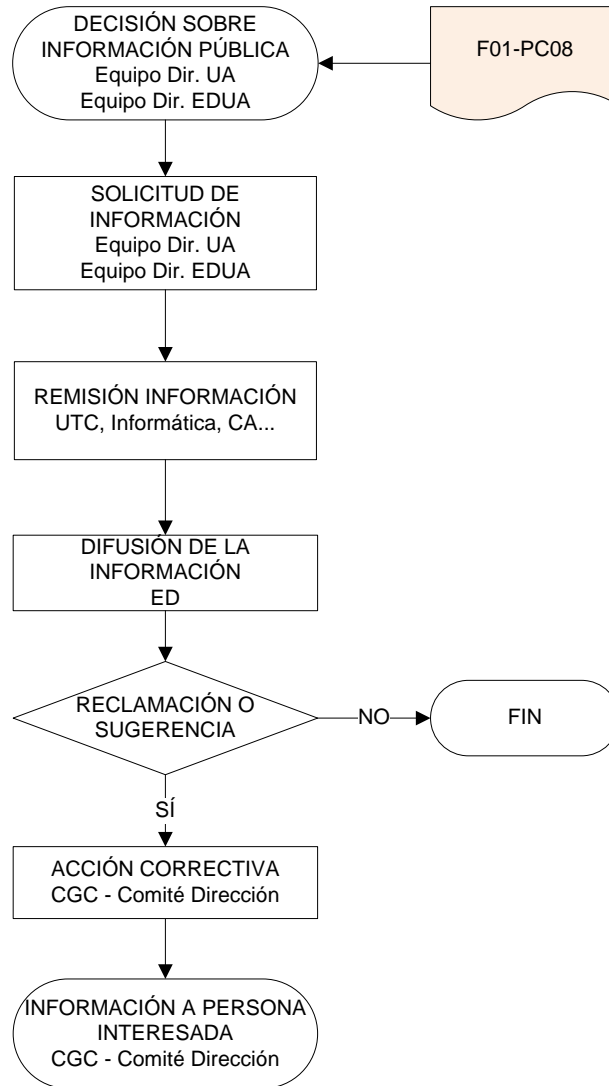 DECISIÓN SOBRE
INFORMACIÓN PÚBLICA
Equipo Dir. UA
Equipo Dir. EDUA
F01-PC08
SOLICITUD DE
INFORMACIÓN
Equipo Dir. UA
Equipo Dir. EDUA
REMISIÓN INFORMACIÓN
UTC, Informática, CA...
DIFUSIÓN DE LA
INFORMACIÓN
ED
RECLAMACIÓN O
SUGERENCIA
NO
FIN
SÍ
ACCIÓN CORRECTIVA
CGC - Comité Dirección
INFORMACIÓN A PERSONA
INTERESADA
CGC - Comité Dirección